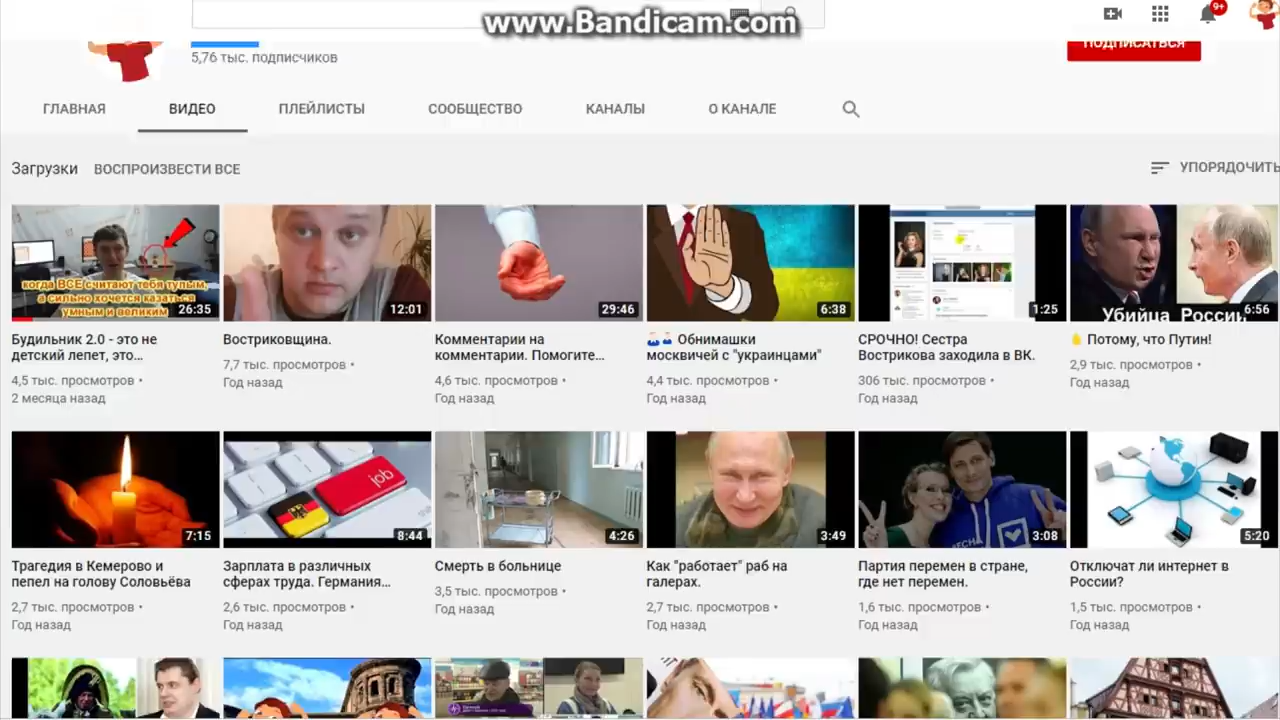 www.Bandicam.com
9+
5,76 тыс. подписчиков
ПОДПИСАТЬСЯ
ГЛАВНАЯ
ВИДЕО
ПЛЕЙЛИСТЫ
СООБЩЕСТВО
КАНАЛЫ
О КАНАЛЕ
Загрузки
ВОСПРОИЗВЕСТИ ВСЕ
УПОРЯДОЧИТЬ
когда ВСЕ считают тебя тупым,
а сильно хочется казаться
умным и великим
26:35
12:01
29:46
6:38
1:25
Убийца Россий
6:56
Будильник 2.0 - это не
детский лепет, это...
4,5 тыс. просмотров •
2 месяца назад
Востриковщина.
7,7 тыс. просмотров •
Год назад
Комментарии на
комментарии. Помогите...
4,6 тыс. просмотров •
Год назад
Обнимашки
москвичей с "украинцами"
4,4 тыс. просмотров •
Год назад
СРОЧНО! Сестра
Вострикова заходила в ВК.
306 тыс. просмотров •
Год назад
Потому, что Путин!
2,9 тыс. просмотров •
Год назад
7:15
job
8:44
4:26
3:49
3:08
5:20
Трагедия в Кемерово и
пепел на голову Соловьёва
2,7 тыс. просмотров •
Год назад
Зарплата в различных
сферах труда. Германия...
2,6 тыс. просмотров •
Год назад
Смерть в больнице
3,5 тыс. просмотров •
Год назад
Как "работает" раб на
галерах.
2,7 тыс. просмотров •
Год назад
Партия перемен в стране,
где нет перемен.
1,6 тыс. просмотров •
Год назад
Отключат ли интернет в
России?
1,5 тыс. просмотров •
Год назад